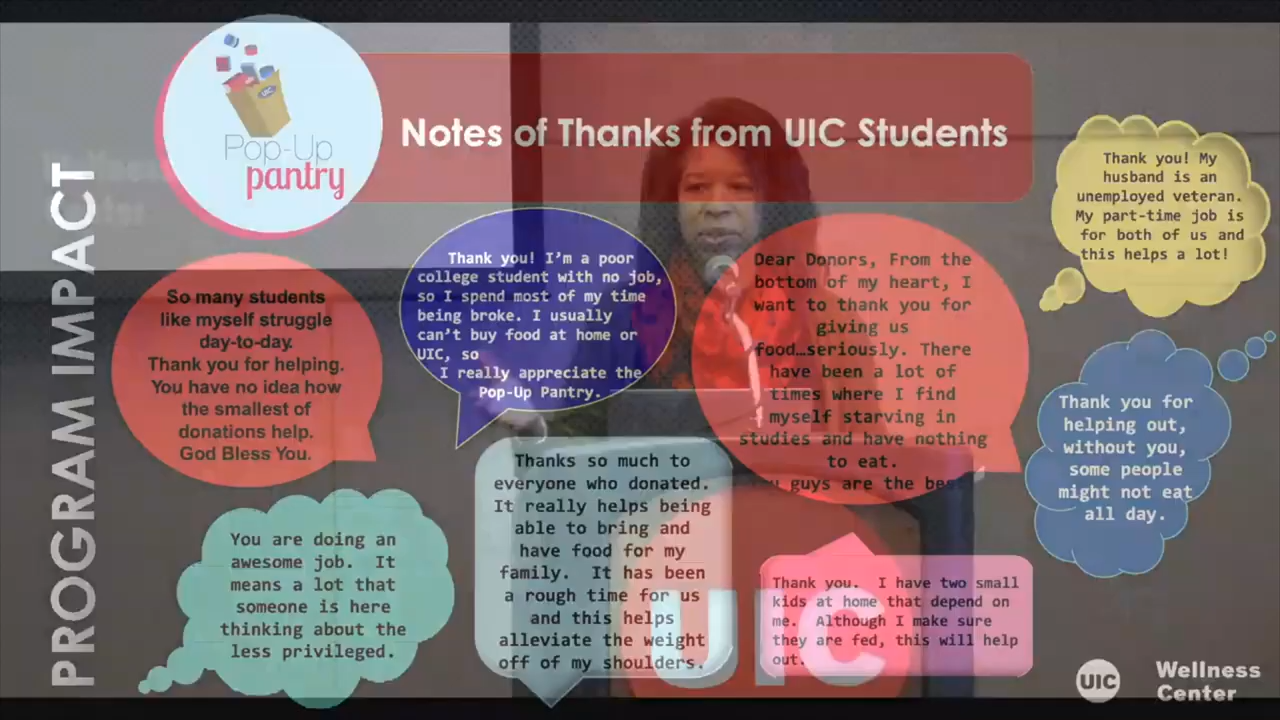 UIC
Pop-Up
pantry
Notes of Thanks from UIC Students
PROGRAM IMPACT
So many students
like myself struggle
day-to-day.
Thank you for helping.
You have no idea how
the smallest of
donations help.
God Bless You.
Thank you! I'm a poor
college student with no job,
so I spend most of my time
being broke. I usually
can't buy food at home or
UIC, so
I really appreciate the
Pop-Up Pantry.
Dear Donors, From the
bottom of my heart, I
want to thank you for
giving us
food…seriously. There
have been a lot of
times where I find
myself starving in
studies and have nothing
to eat.
guys are the
Thank you! My
husband is an
unemployed veteran.
My part-time job is
for both of us and
this helps a lot!
Thank you for
helping out,
without you,
some people
might not eat
all day.
You are doing an
awesome job. It
means a lot that
someone is here
thinking about the
less privileged.
Thanks so much to
everyone who donated.
It really helps being
able to bring and
have food for my
family. It has been
a rough time for us
and this helps
alleviate the weight
off of my shoulders.
Thank you. I have two small
kids at home that depend on
me. Although I make sure
they are fed, this will help
out.
UIC
UIC
Wellness
Center